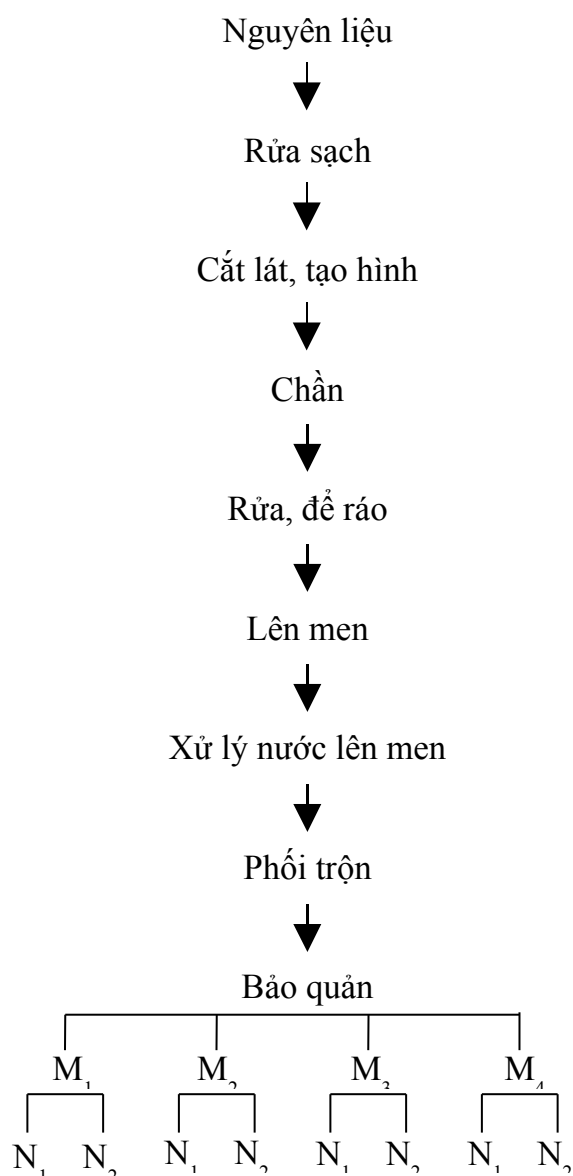 Nguyên liệu
Rửa sạch
Cắt lát, tạo hình
Chần
Rửa, để ráo
Lên men
Xử lý nước lên men
Phối trộn
Bảo quản
M₁ M₂ M₃ M₄
N₁ N₂ N₁ N₂ N₁ N₂ N₁ N₂